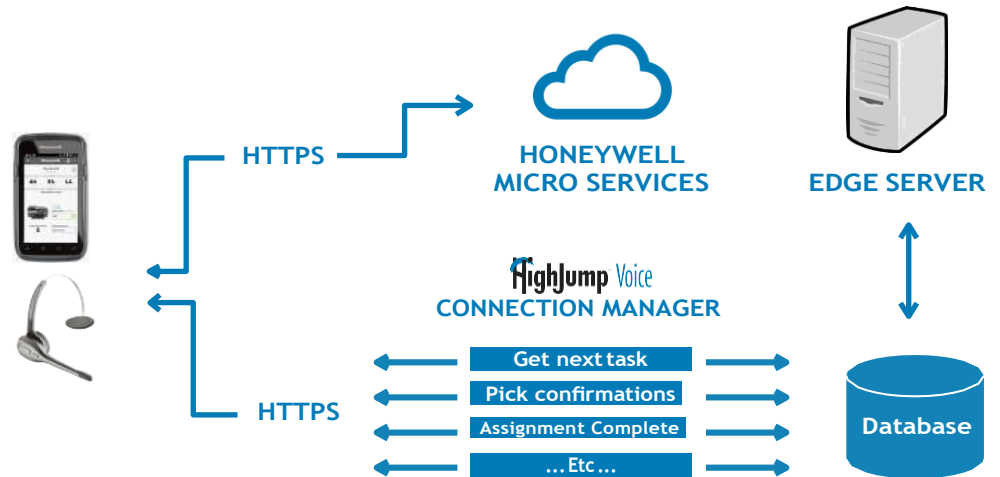 HTTPS
HONEYWELL
MICRO SERVICES
EDGE SERVER
HighJump Voice
CONNECTION MANAGER
Get next task
Pick confirmations
HTTPS
Assignment Complete
Database
...Etc...